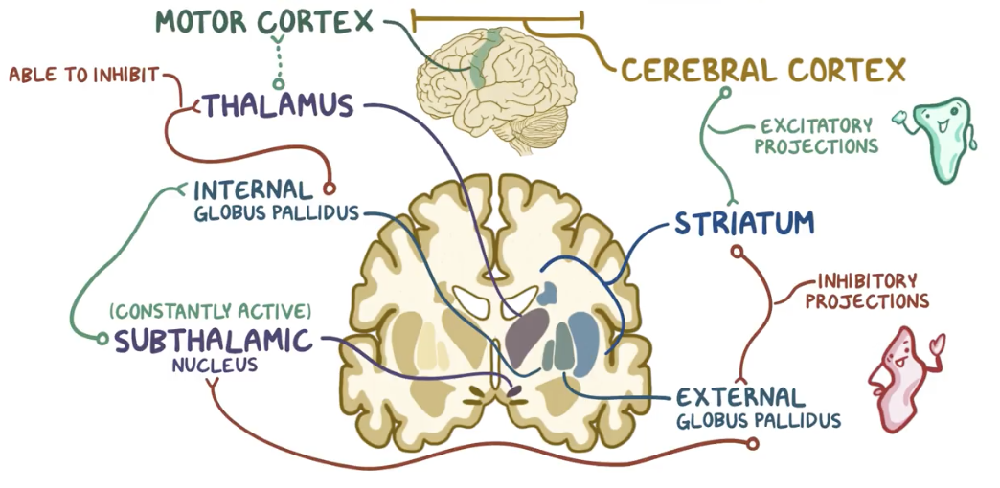 MOTOR CORTEX
ABLE TO INHIBIT
THALAMUS
CEREBRAL CORTEX
EXCITATORY
PROJECTIONS
INTERNAL
GLOBUS PALLIDUS
STRIATUM
INHIBITORY
PROJECTIONS
(CONSTANTLY ACTIVE)
SUBTHALAMIC
NUCLEUS
EXTERNAL
GLOBUS PALLIDUS